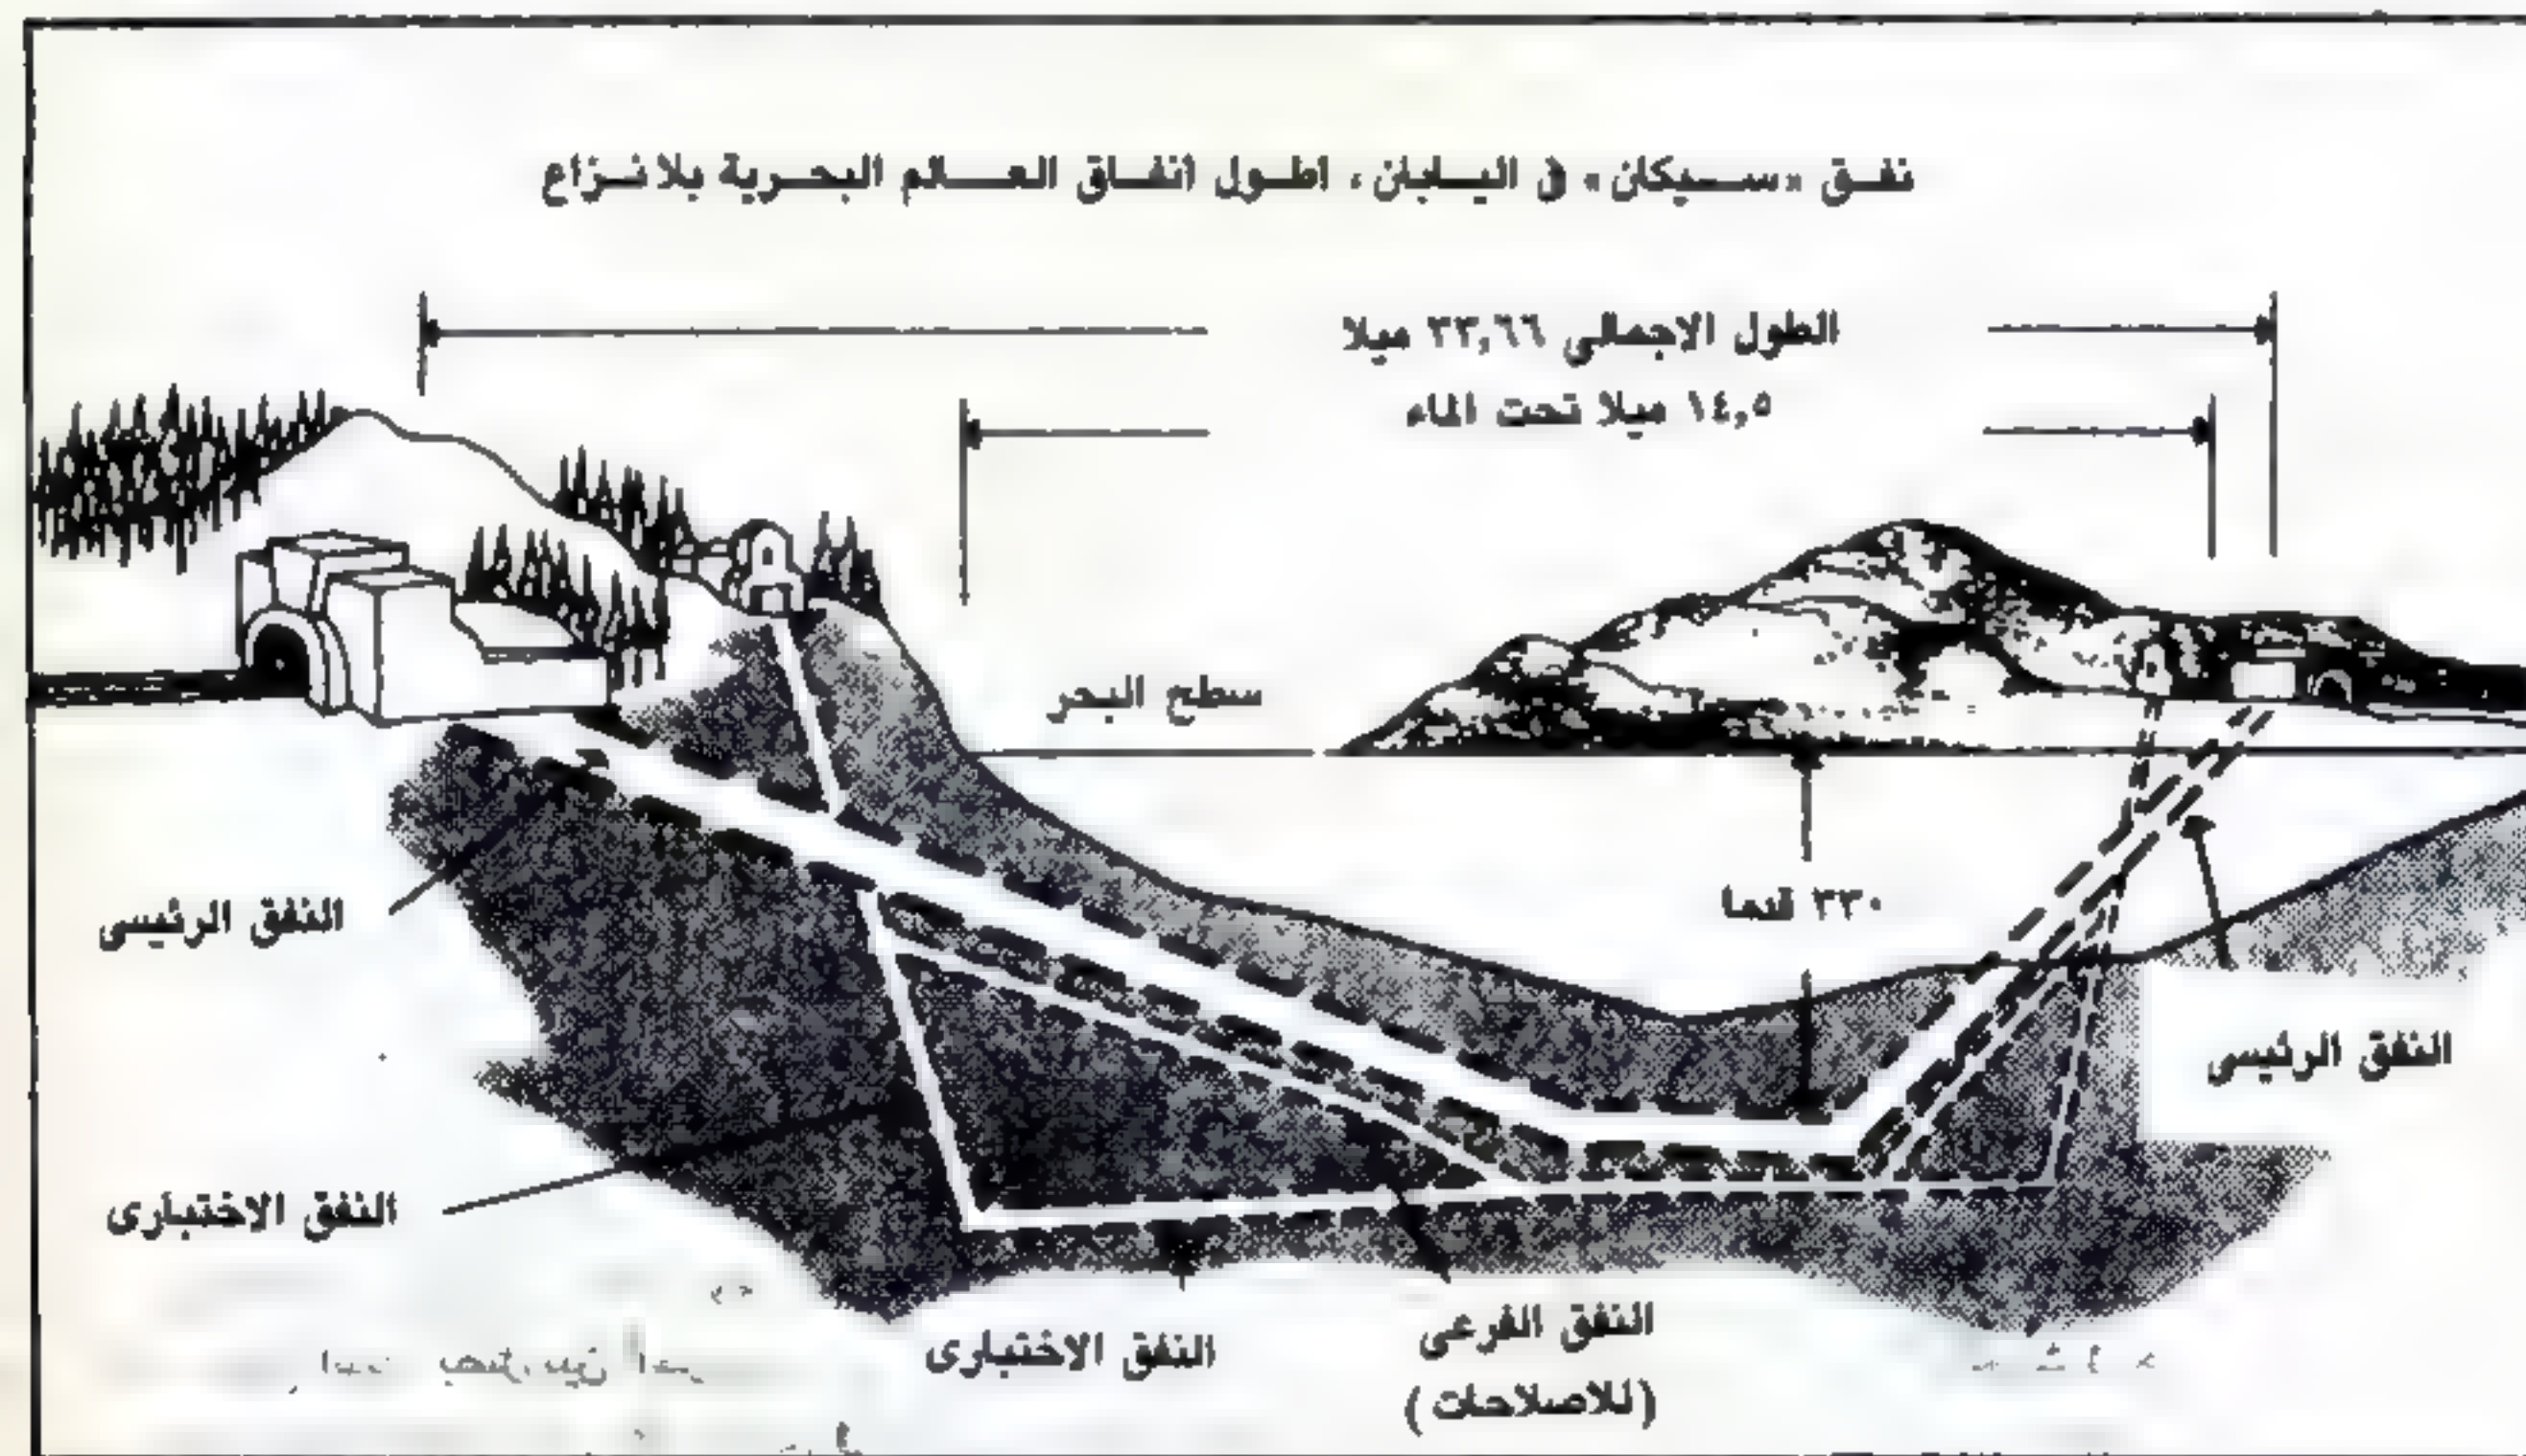 نفق «سيكان» في اليابان، اطول انفاق العالم البحرية بلا نزاع
الطول الاجمالى ٣٣,٦٦ ميلا
١٤,٥ ميلا تحت الماء
سطح البحر
٣٣٠ قدما
النفق الرئيسى
النفق الرئيسى
النفق الاختبارى
النفق الاختبارى
النفق الفرعى
(للاصلاحات)